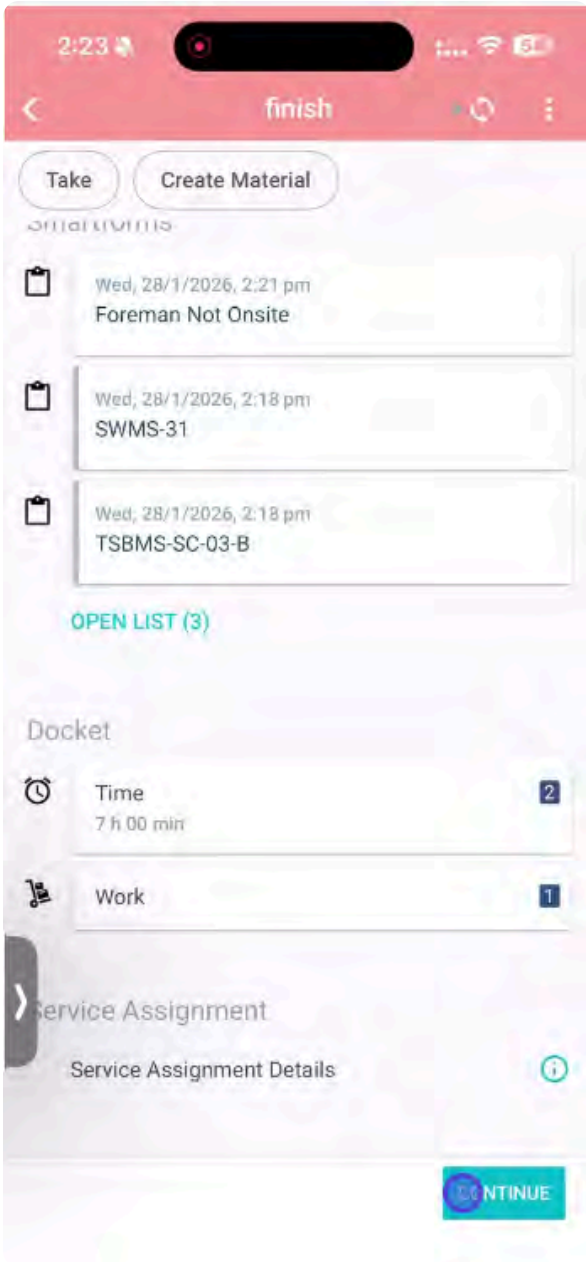 2:23
finish
Take
Create Material
Smartforms
Wed, 28/1/2026, 2:21 pm
Foreman Not Onsite
Wed, 28/1/2026, 2:18 pm
SWMS-31
Wed, 28/1/2026, 2:18 pm
TSBMS-SC-03-B
OPEN LIST (3)
Docket
Time
2
7 h 00 min
Work
1
Service Assignment
Service Assignment Details
CONTINUE